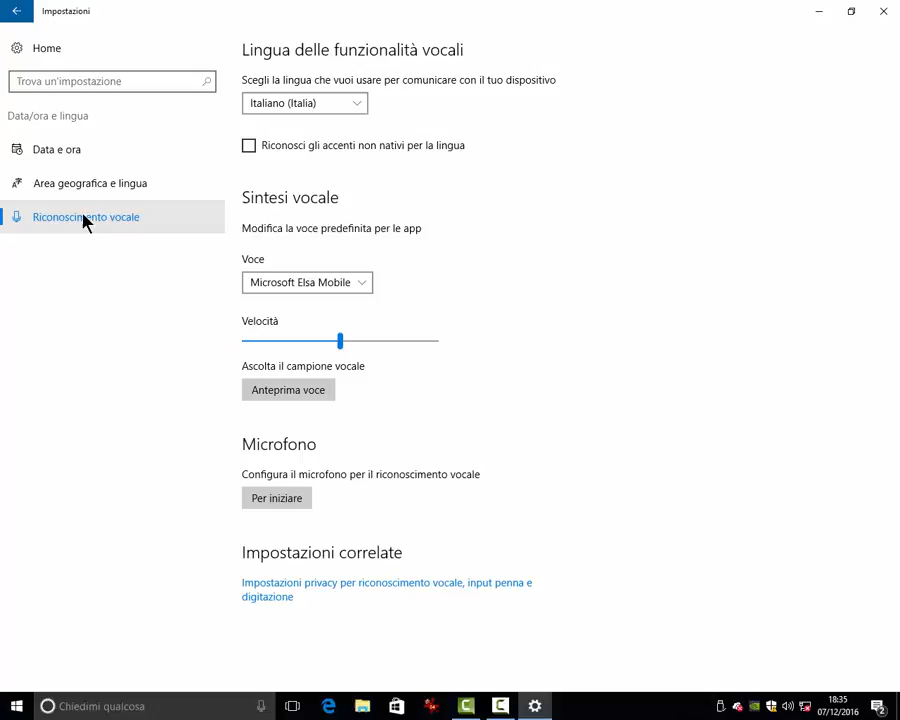 Impostazioni
Home
Trova un'impostazione
Data/ora e lingua
Data e ora
Area geografica e lingua
Riconoscimento vocale
Lingua delle funzionalità vocali
Scegli la lingua che vuoi usare per comunicare con il tuo dispositivo
Italiano (Italia)
Riconosci gli accenti non nativi per la lingua
Sintesi vocale
Modifica la voce predefinita per le app
Voce
Microsoft Elsa Mobile
Velocità
Ascolta il campione vocale
Anteprima voce
Microfono
Configura il microfono per il riconoscimento vocale
Per iniziare
Impostazioni correlate
Impostazioni privacy per riconoscimento vocale, input penna e
digitazione
Chiedimi qualcosa
18:35
07/12/2016
2